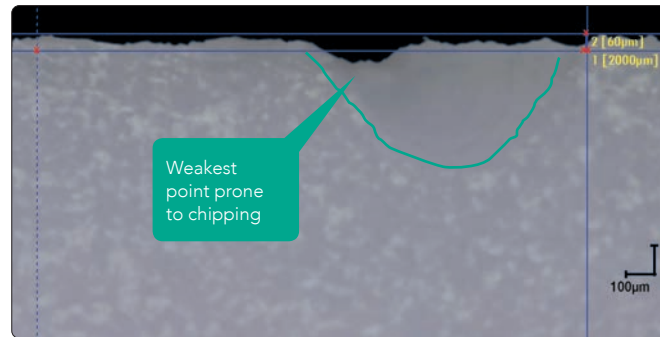 2 [60µm]
1 [2000µm]
Weakest
point prone
to chipping
100µm